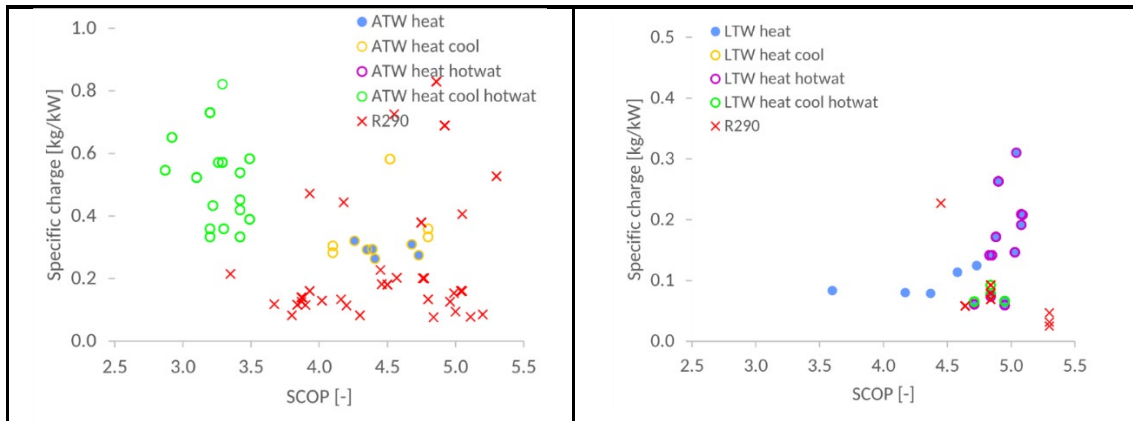 1.0
0.8
0.6
0.4
0.2
0.0
Specific charge [kg/kW]
2.5 3.0 3.5 4.0 4.5 5.0 5.5
SCOP [-]
ATW heat
ATW heat cool
ATW heat hotwat
ATW heat cool hotwat
R290
0.5
0.4
0.3
0.2
0.1
0.0
Specific charge [kg/kW]
2.5 3.0 3.5 4.0 4.5 5.0 5.5
SCOP [-]
LTW heat
LTW heat cool
LTW heat hotwat
LTW heat cool hotwat
R290